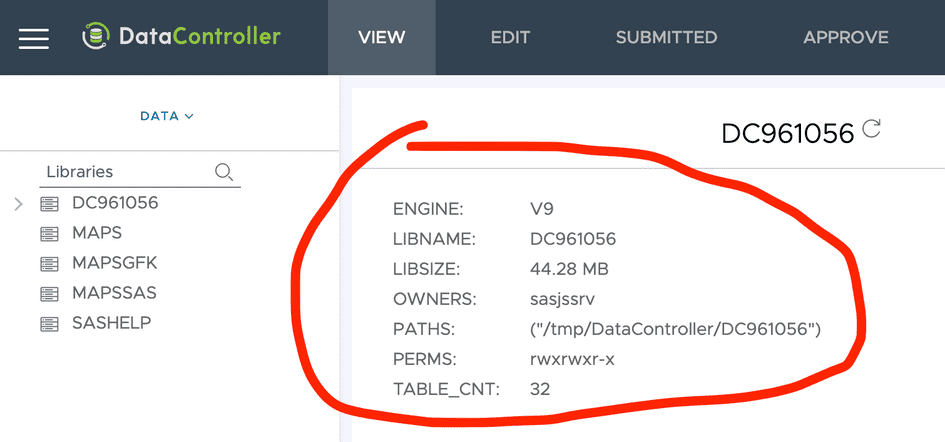 DataController VIEW EDIT SUBMITTED APPROVE
DATA
Libraries
DC961056
MAPS
MAPSGFK
MAPSSAS
SASHELP
DC961056
ENGINE: V9
LIBNAME: DC961056
LIBSIZE: 44.28 MB
OWNERS: sasjssrv
PATHS: ("/tmp/DataController/DC961056")
PERMS: rwxrwxr-x
TABLE_CNT: 32